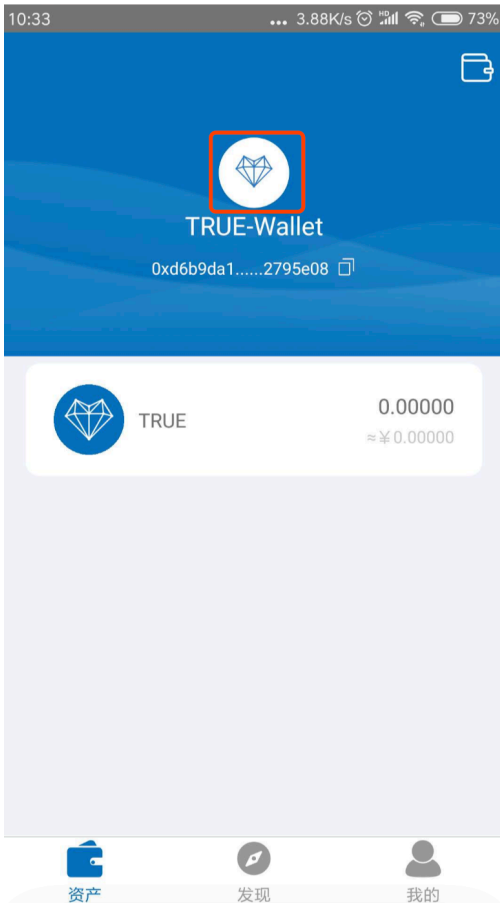 10:33 ... 3.88K/s HD 73%
TRUE-Wallet
0xd6b9da1......2795e08
TRUE 0.00000
≈¥0.00000
资产 发现 我的